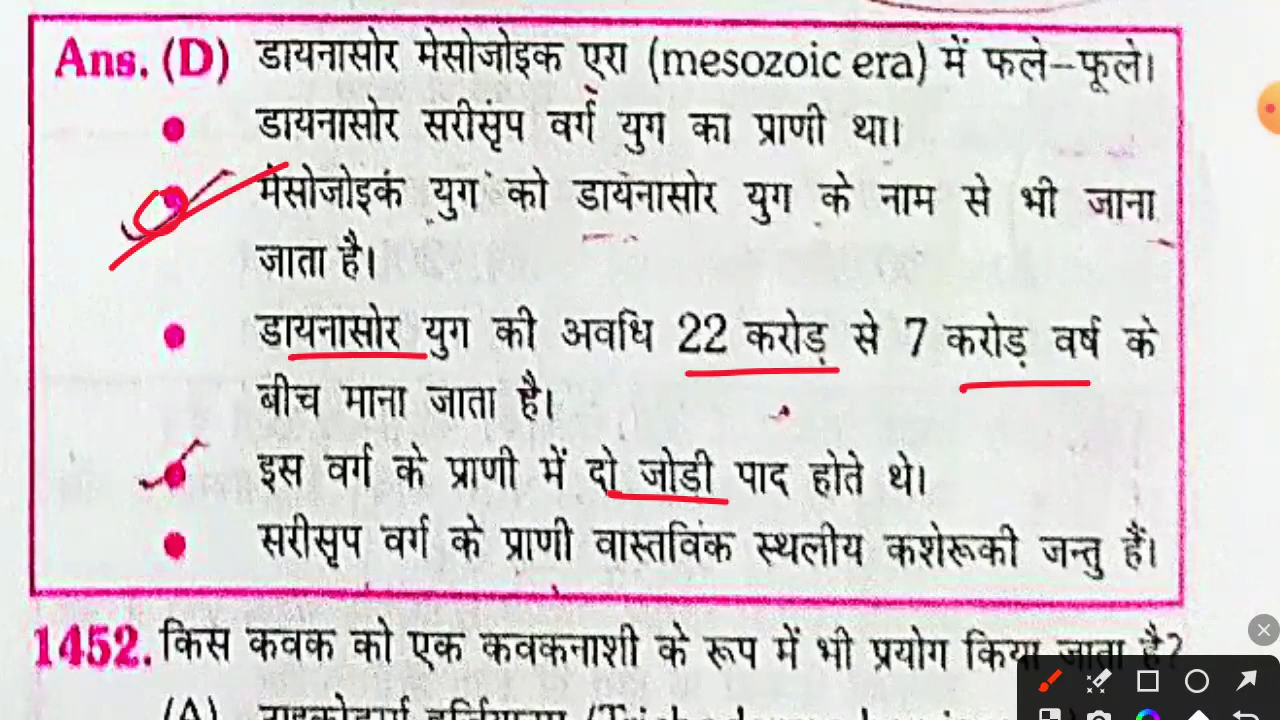 Ans. (D) डायनासोर मेसोजोइक एरा (mesozoic era) में फले-फूले।
डायनासोर सरीसृप वर्ग युग का प्राणी था।
मेसोजोइक युग को डायनासोर युग के नाम से भी जाना
जाता है।
डायनासोर युग की अवधि 22 करोड़ से 7 करोड़ वर्ष के
बीच माना जाता है।
इस वर्ग के प्राणी में दो जोड़ी पाद होते थे।
सरीसृप वर्ग के प्राणी वास्तविक स्थलीय कशेरूकी जन्तु हैं।
1452. किस कवक को एक कवकनाशी के रूप में भी प्रयोग किया जाता है?
(A)